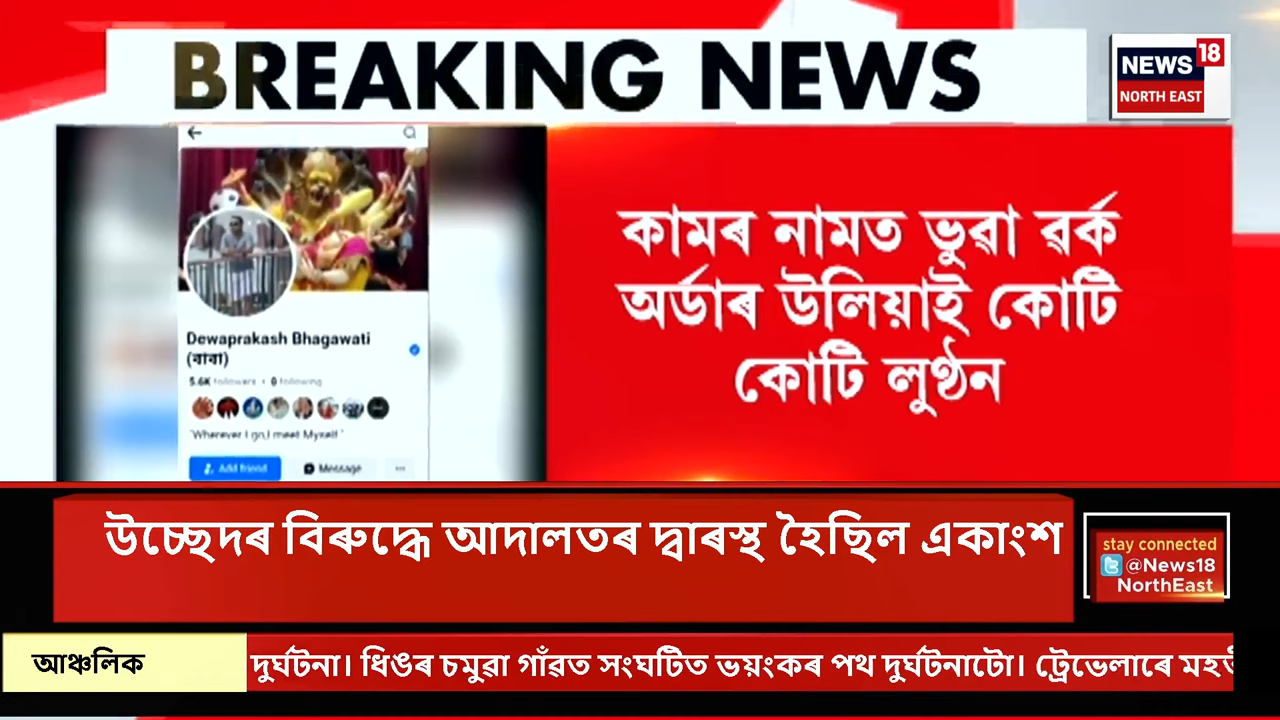 BREAKING NEWS
NEWS 18
NORTH EAST
Dewaprakash Bhagawati
(বাবা)
5.6K followers • 0 following
"Wherever I go,I meet Myself "
Add friend
Message
কামৰ নামত ভুৱা ৱৰ্ক
অৰ্ডাৰ উলিয়াই কোটি
কোটি লুণ্ঠন
উচ্ছেদৰ বিৰুদ্ধে আদালতৰ দ্বাৰস্থ হৈছিল একাংশ
stay connected
@News18
NorthEast
আঞ্চলিক
দুৰ্ঘটনা। ধিঙৰ চমুৱা গাঁৱত সংঘটিত ভয়ংকৰ পথ দুৰ্ঘটনাটো। ট্ৰেভেলাৰে